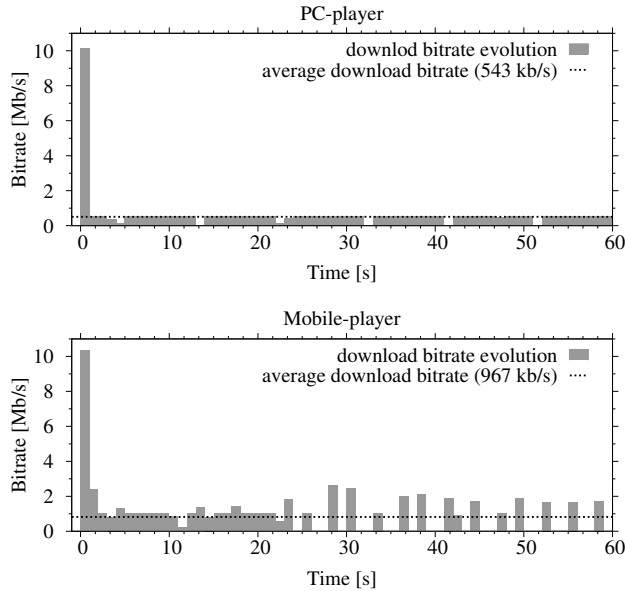 PC-player
10
8
6
4
2
0
Bitrate [Mb/s]
downlod bitrate evolution
average download bitrate (543 kb/s)
0 10 20 30 40 50 60
Time [s]
Mobile-player
10
8
6
4
2
0
Bitrate [Mb/s]
download bitrate evolution
average download bitrate (967 kb/s)
0 10 20 30 40 50 60
Time [s]